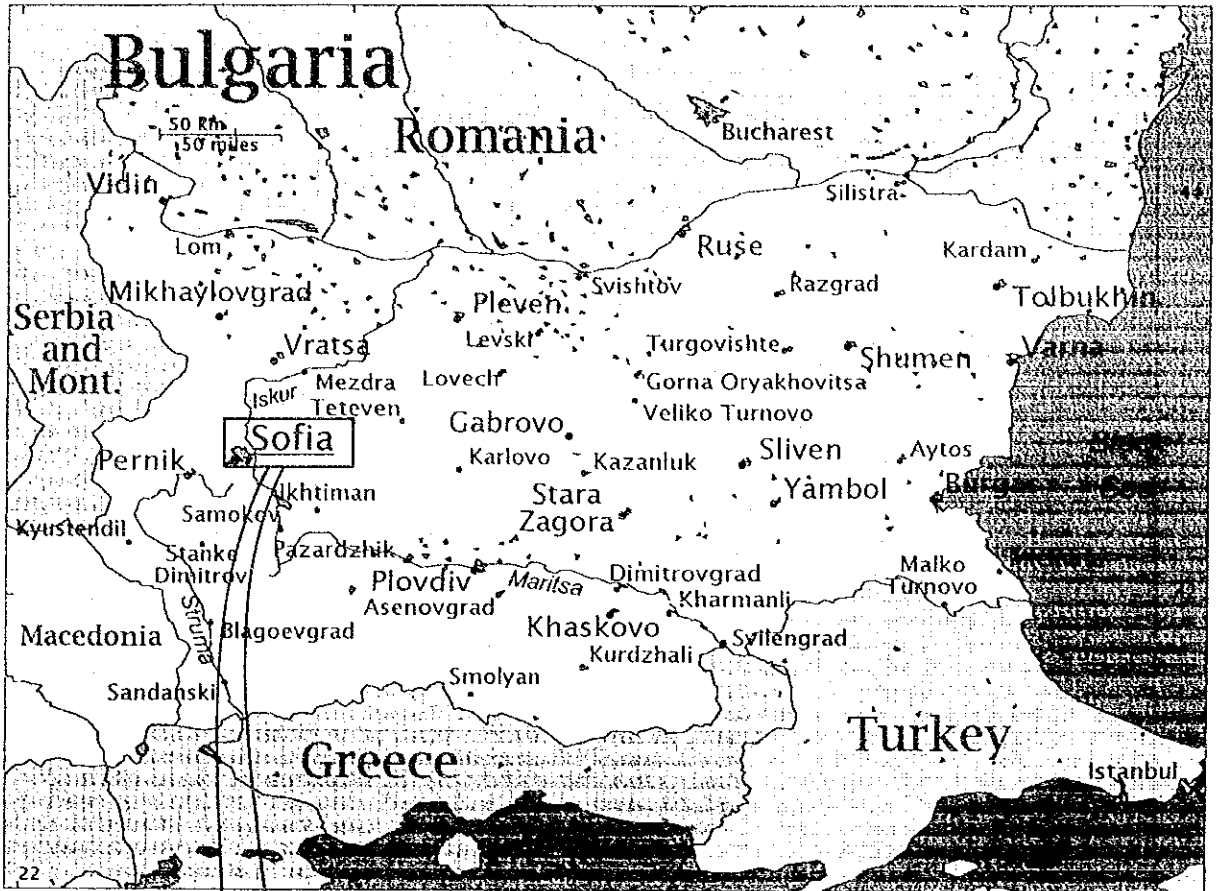 Bulgaria
50 Km
50 miles
Romania
Bucharest
Vidin
Silistra
Lom
Ruse
Kardam
Svishtov
Razgrad
Mikhaylovgrad
Pleven
Tolbukhin
Serbia
and
Mont.
Vratsa
Levski
Turgovishte
Shumen
Varna
Mezdra
Lovech
Gorna Oryakhovitsa
Iskur
Teteven
Veliko Turnovo
Gabrovo
Sofia
Sliven
Aytos
Pernik
Karlovo
Kazanluk
Ikhtiman
Stara
Zagora
Yambol
Burgas
Samokov
Kyustendil
Stanke
Dimitrov
Pazardzhik
Plovdiv
Maritsa
Dimitrovgrad
Malko
Turnovo
Asenovgrad
Kharmanli
Struma
Blagoevgrad
Khaskovo
Svilengrad
Macedonia
Kurdzhali
Sandanski
Smolyan
Greece
Turkey
Istanbul
22